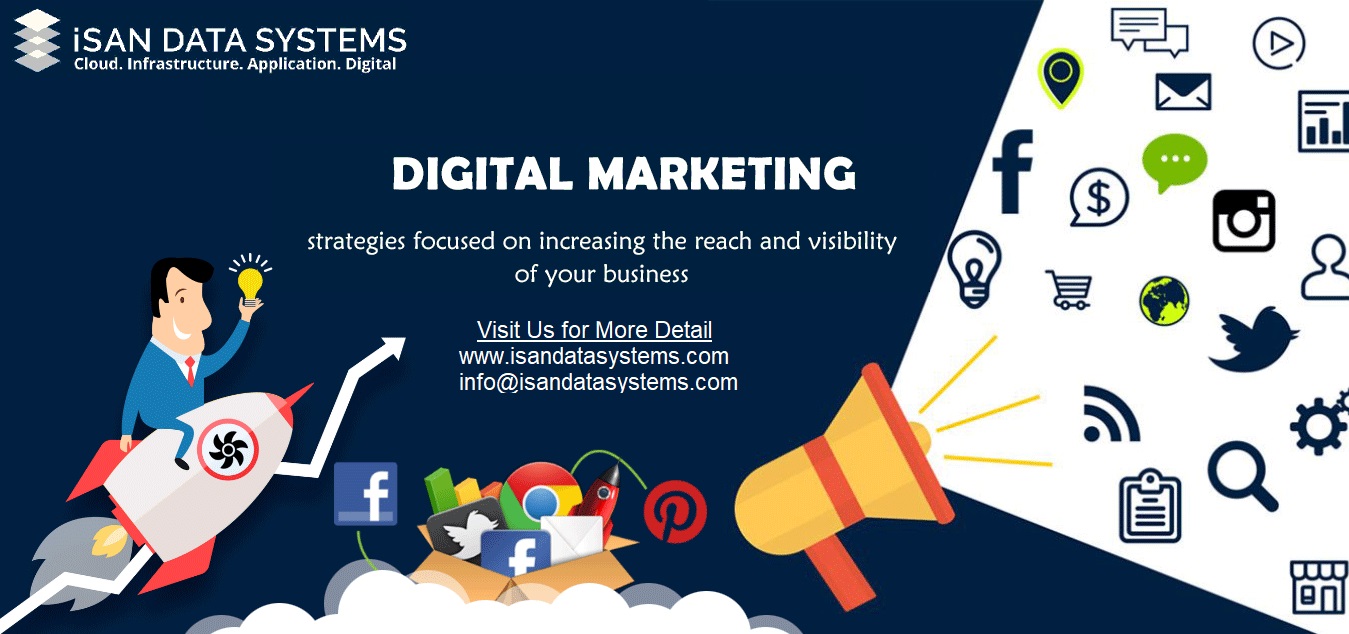 iSAN DATA SYSTEMS
Cloud. Infrastructure. Application. Digital
DIGITAL MARKETING
strategies focused on increasing the reach and visibility
of your business
Visit Us for More Detail
www.isandatasystems.com
info@isandatasystems.com